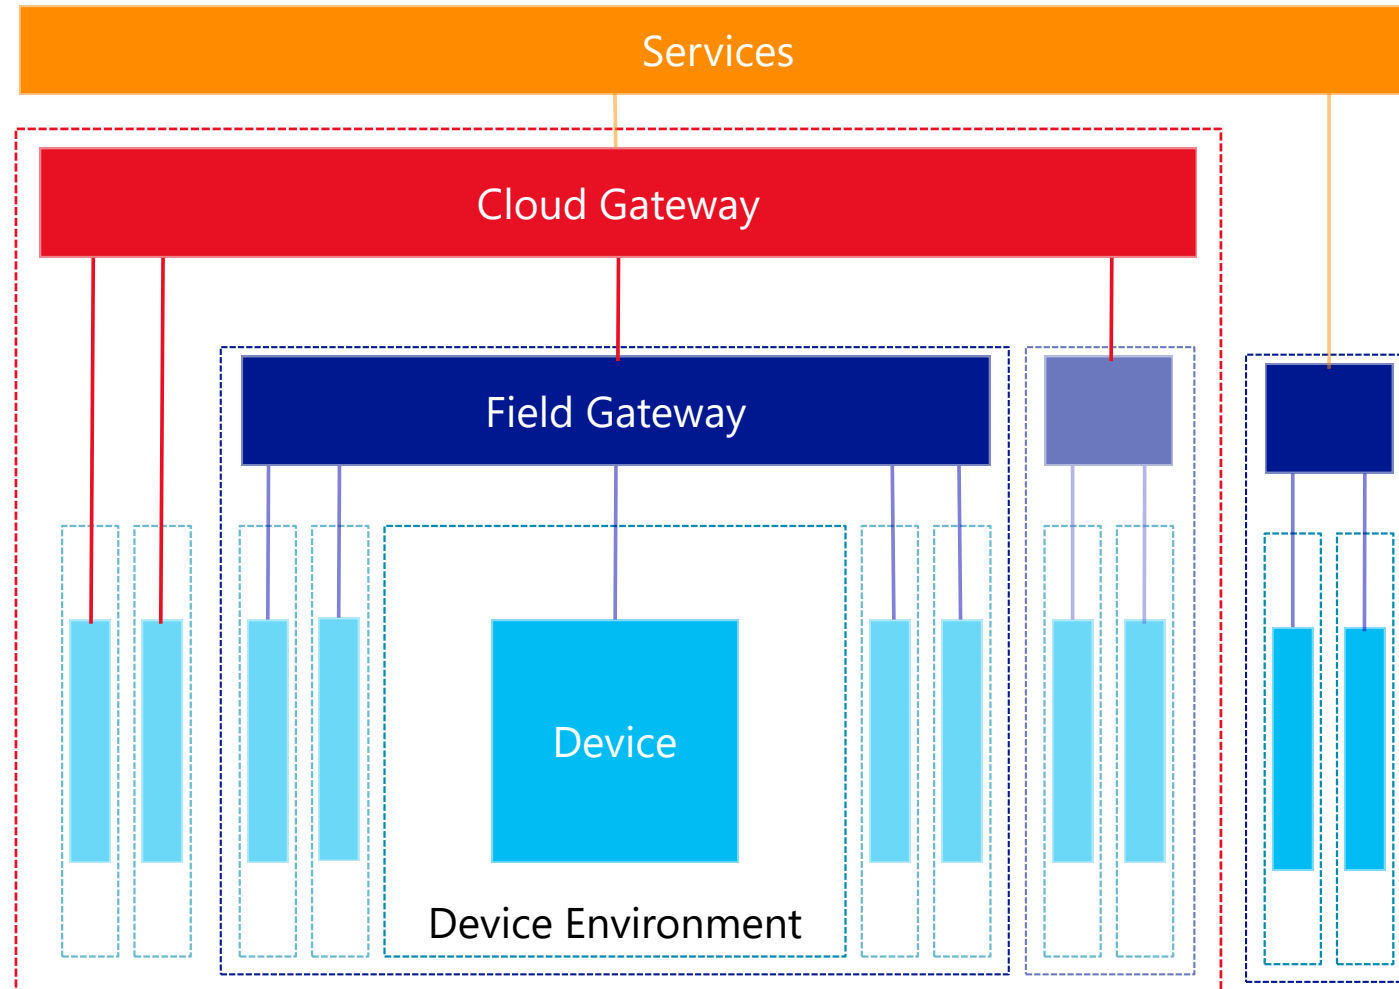 Services
Cloud Gateway
Field Gateway
Device
Device Environment